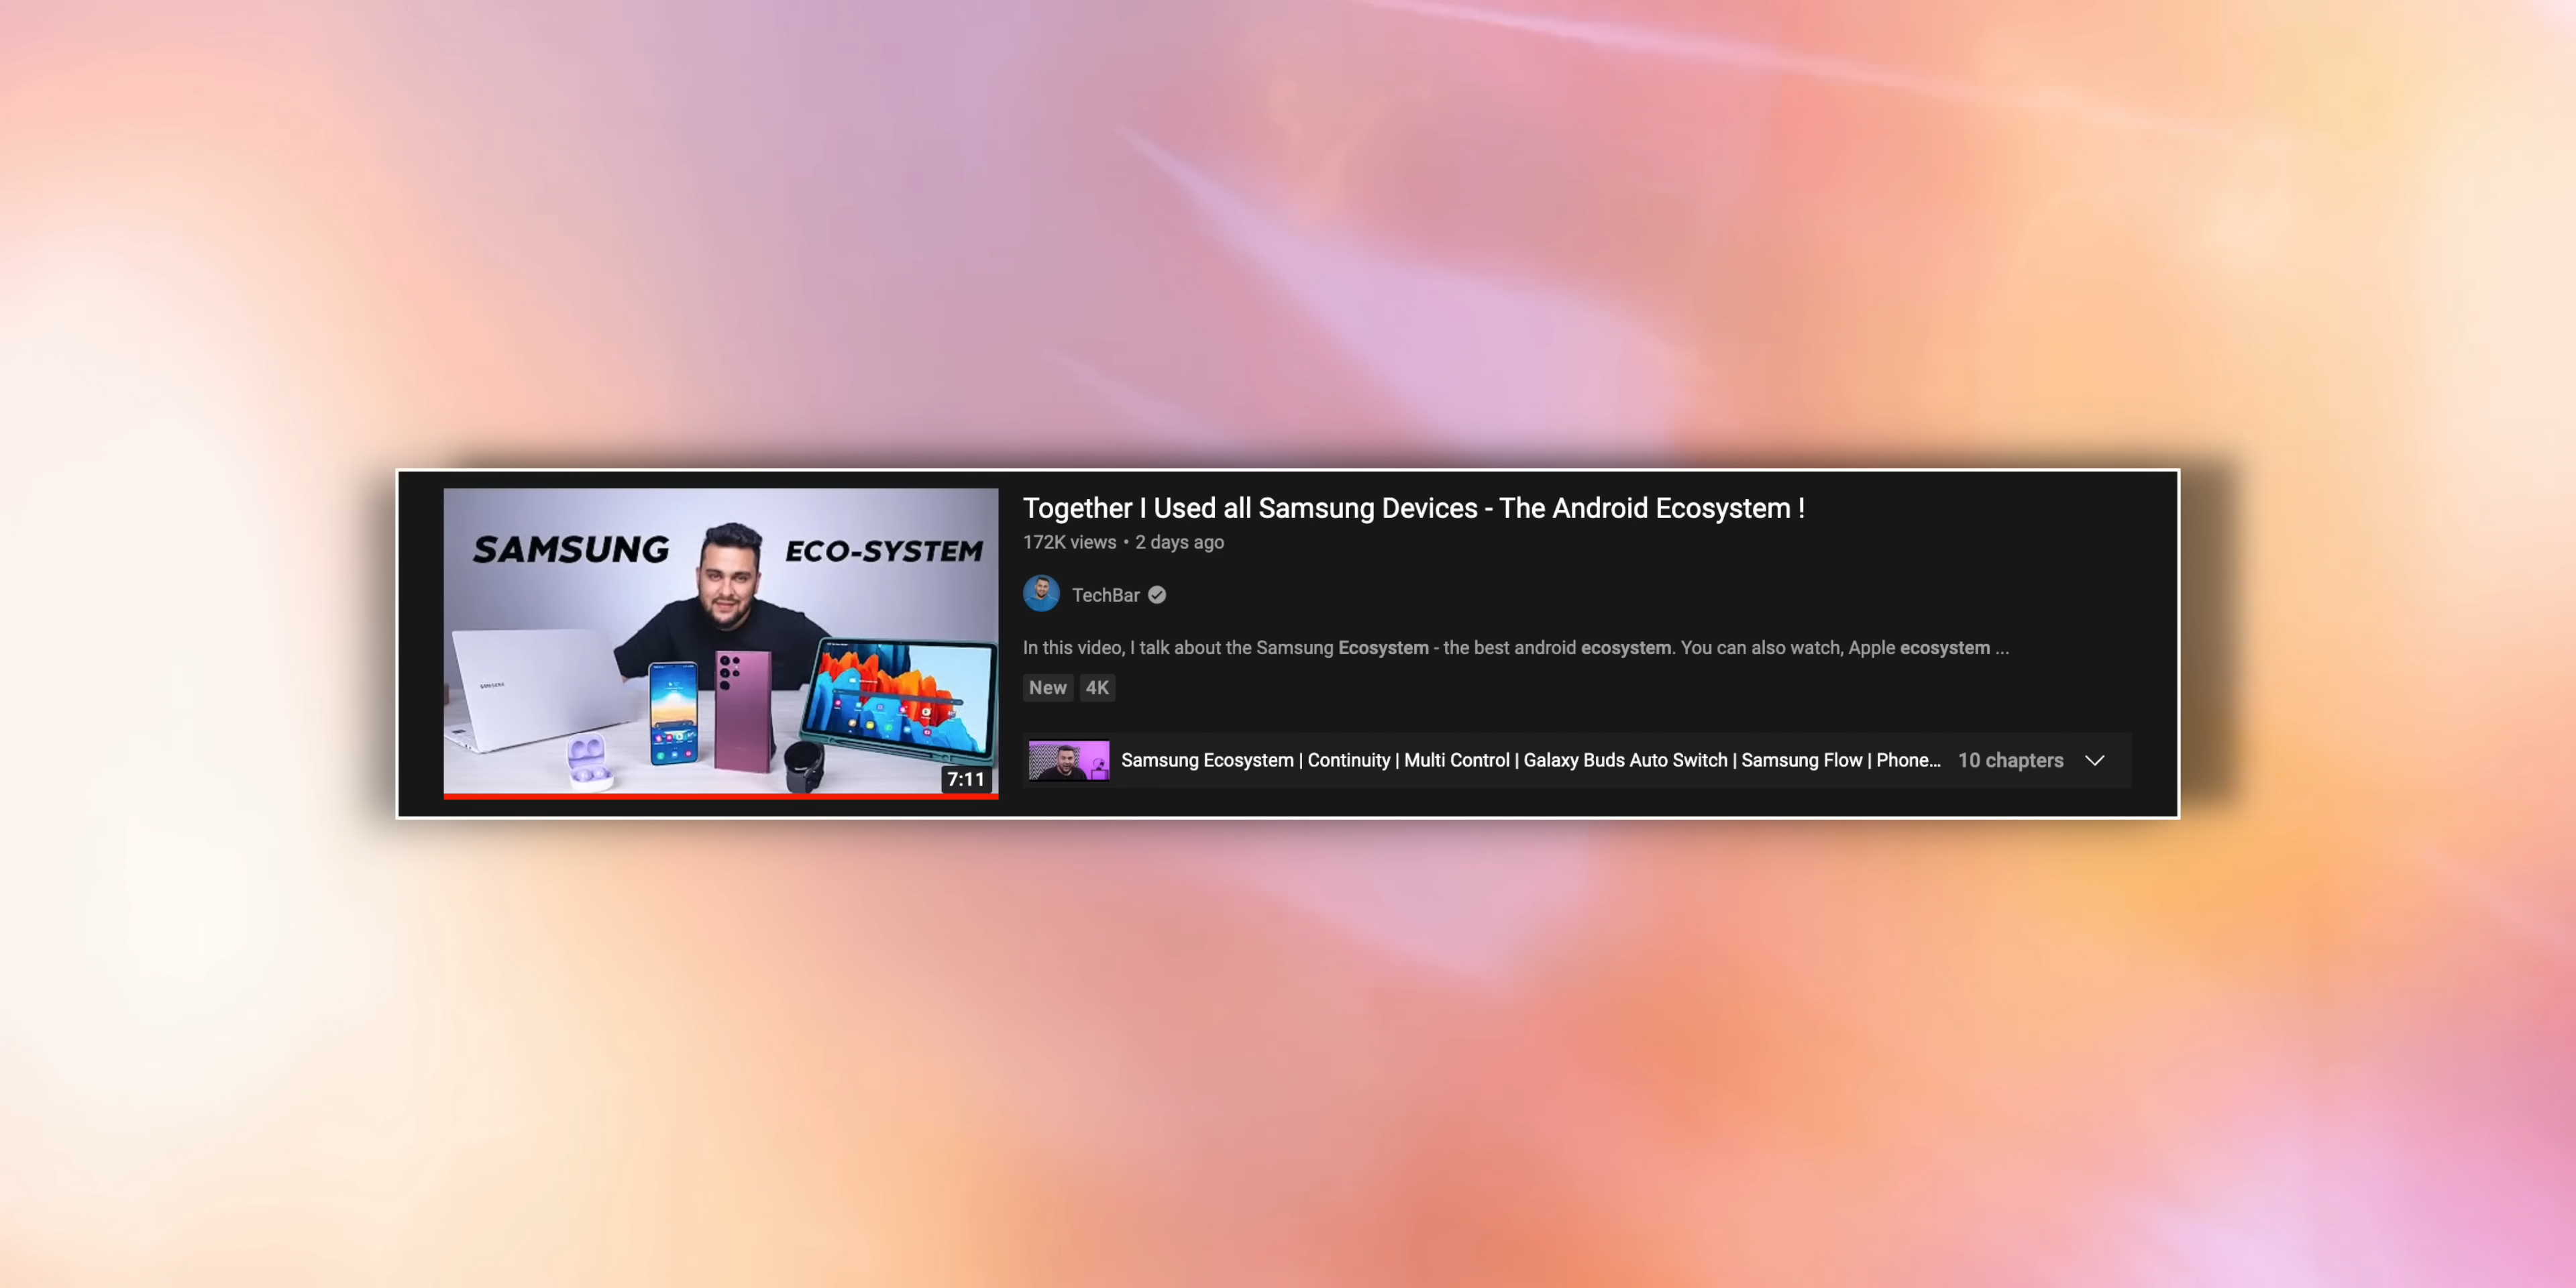 SAMSUNG ECO-SYSTEM
SAMSUNG
7:11
Together I Used all Samsung Devices - The Android Ecosystem !
172K views • 2 days ago
TechBar
In this video, I talk about the Samsung Ecosystem - the best android ecosystem. You can also watch, Apple ecosystem ...
New 4K
Samsung Ecosystem | Continuity | Multi Control | Galaxy Buds Auto Switch | Samsung Flow | Phone... 10 chapters